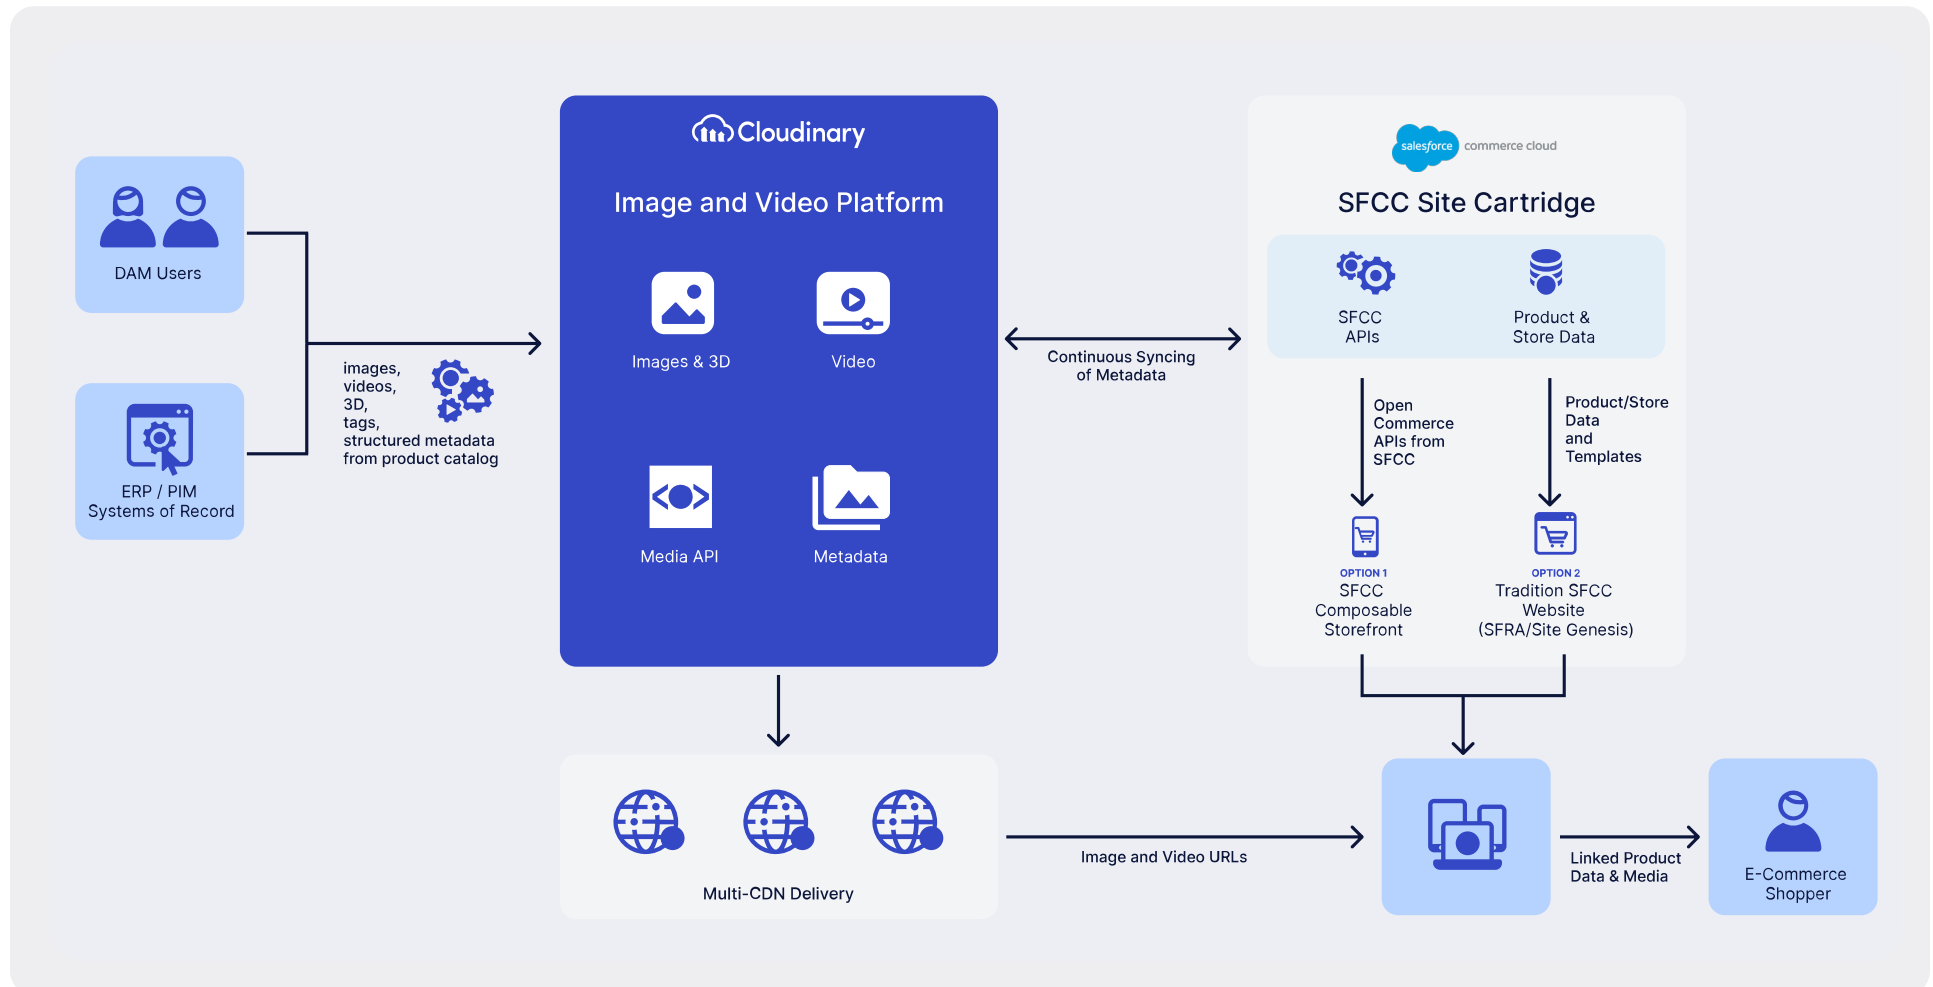 DAM Users
ERP / PIM
Systems of Record
images,
videos,
3D,
tags,
structured metadata
from product catalog
Cloudinary
Image and Video Platform
Images & 3D
Video
Media API
Metadata
Continuous Syncing
of Metadata
salesforce commerce cloud
SFCC Site Cartridge
SFCC
APIs
Product &
Store Data
Open
Commerce
APIs from
SFCC
Product/Store
Data
and
Templates
OPTION 1
SFCC
Composable
Storefront
OPTION 2
Tradition SFCC
Website
(SFRA/Site Genesis)
Multi-CDN Delivery
Image and Video URLs
Linked Product
Data & Media
E-Commerce
Shopper